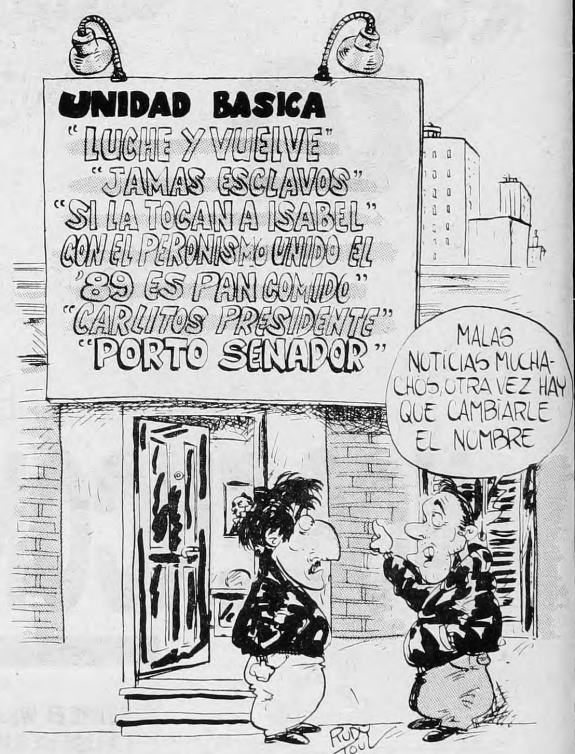 UNIDAD BASICA
"LUCHE Y VUELVE"
"JAMAS ESCLAVOS"
"SI LA TOCAN A ISABEL"
CON EL PERONISMO UNIDO EL
'89 ES PAN COMIDO"
"CARLITOS PRESIDENTE"
"PORTO SENADOR"
MALAS
NOTICIAS MUCHA-
CHOS, OTRA VEZ HAY
QUE CAMBIARLE
EL NOMBRE
RUDY